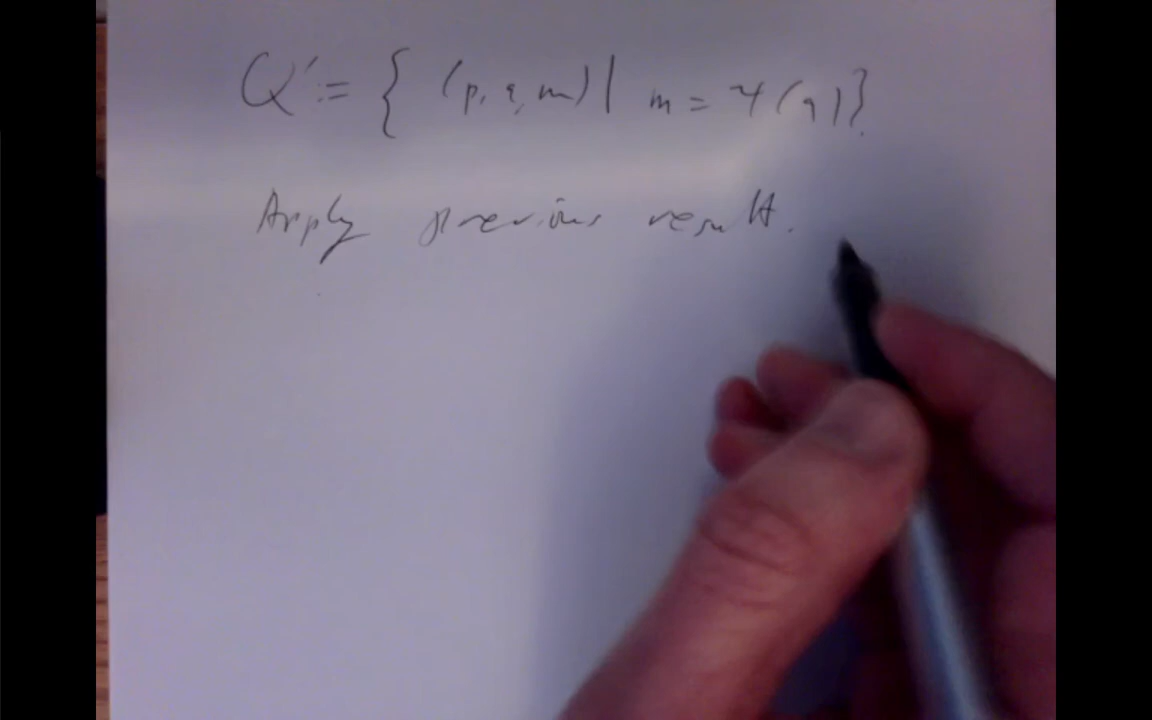 Q' := { (p, q, m) | m = Ψ(q) }
Apply previous result.